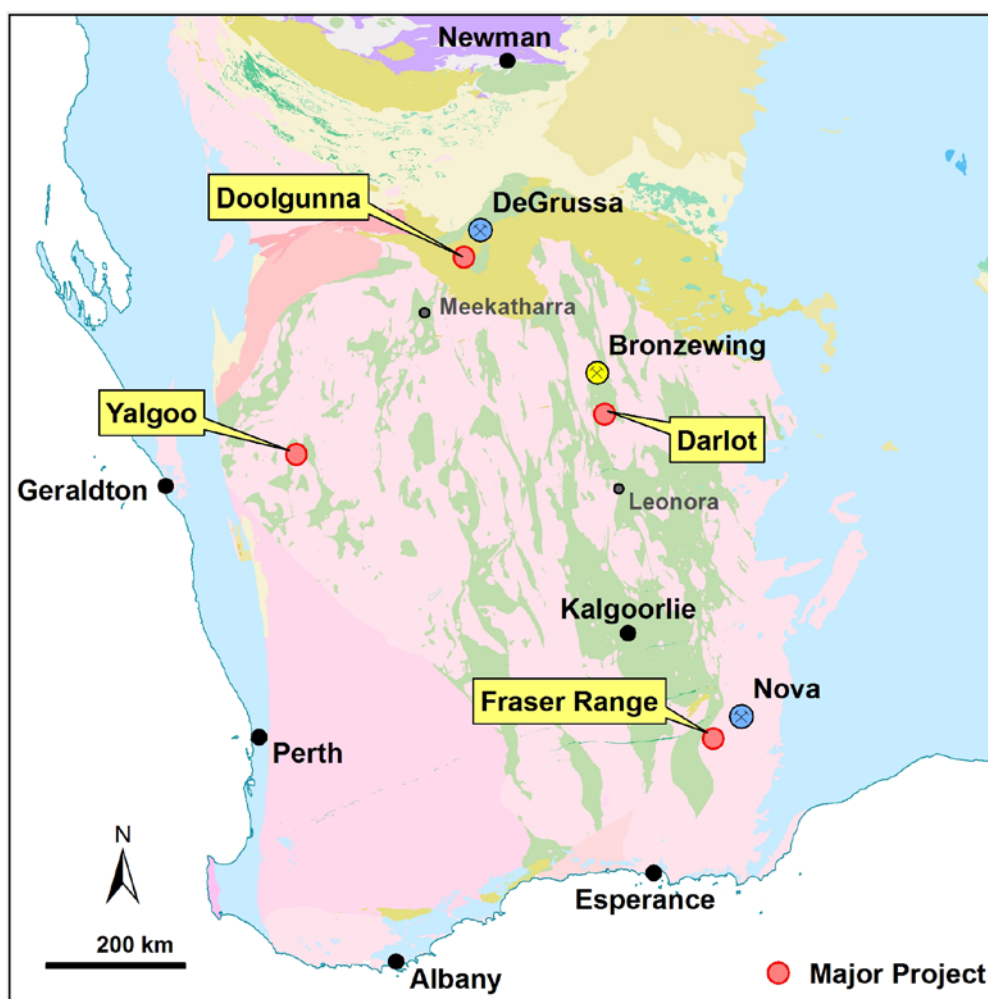 Newman
Doolgunna
DeGrussa
Meekatharra
Bronzewing
Yalgoo
Darlot
Geraldton
Leonora
Kalgoorlie
Nova
Fraser Range
Perth
N
Esperance
200 km
Albany
Major Project